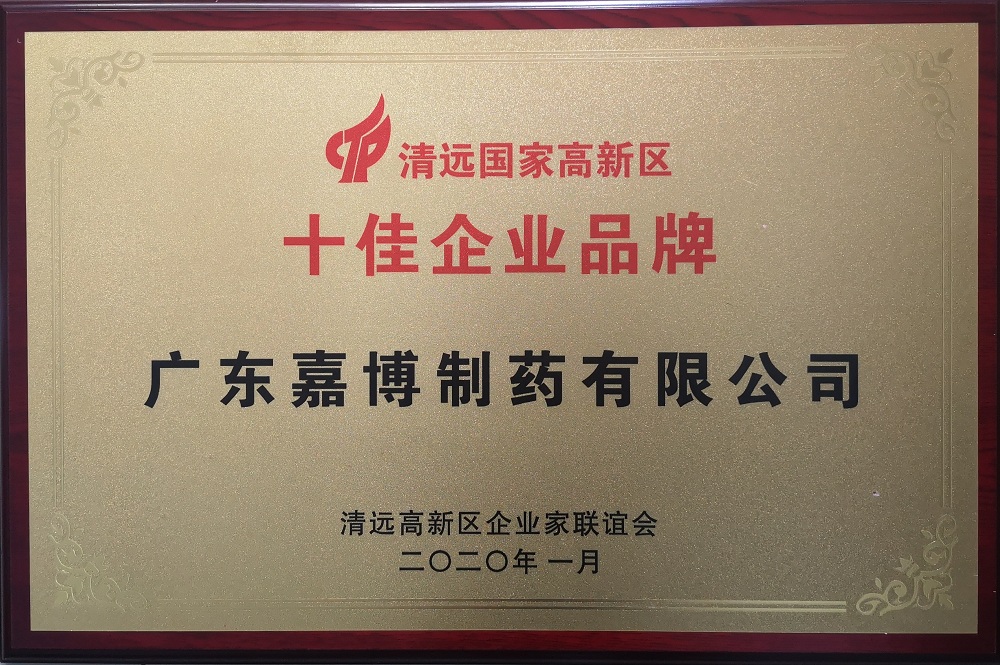 CTP 清远国家高新区
十佳企业品牌
广东嘉博制药有限公司
清远高新区企业家联谊会
二〇二〇年 一月